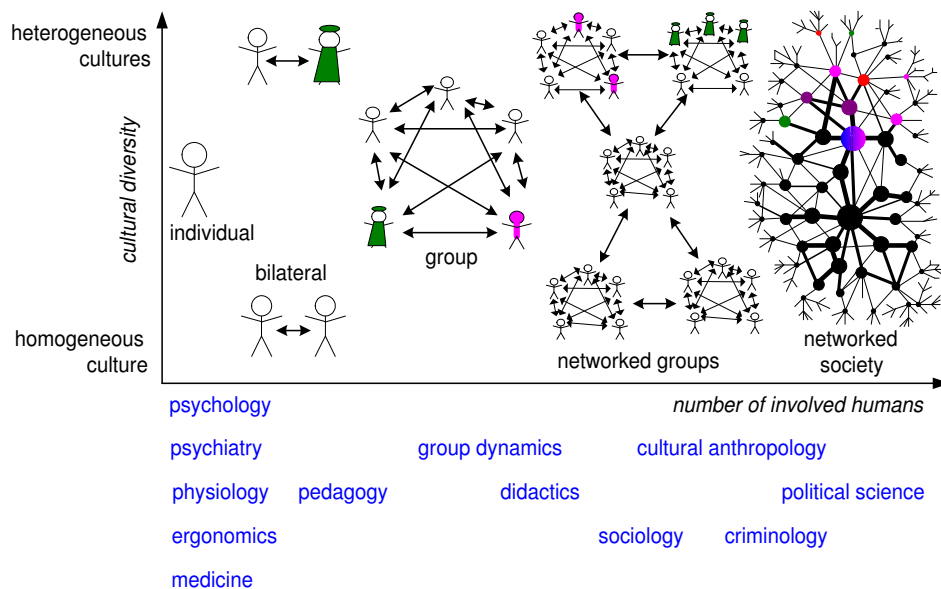 heterogeneous
cultures
cultural diversity
individual
bilateral
group
homogeneous
culture
networked groups
networked
society
number of involved humans
psychology
psychiatry
group dynamics
cultural anthropology
physiology
pedagogy
didactics
political science
ergonomics
sociology
criminology
medicine